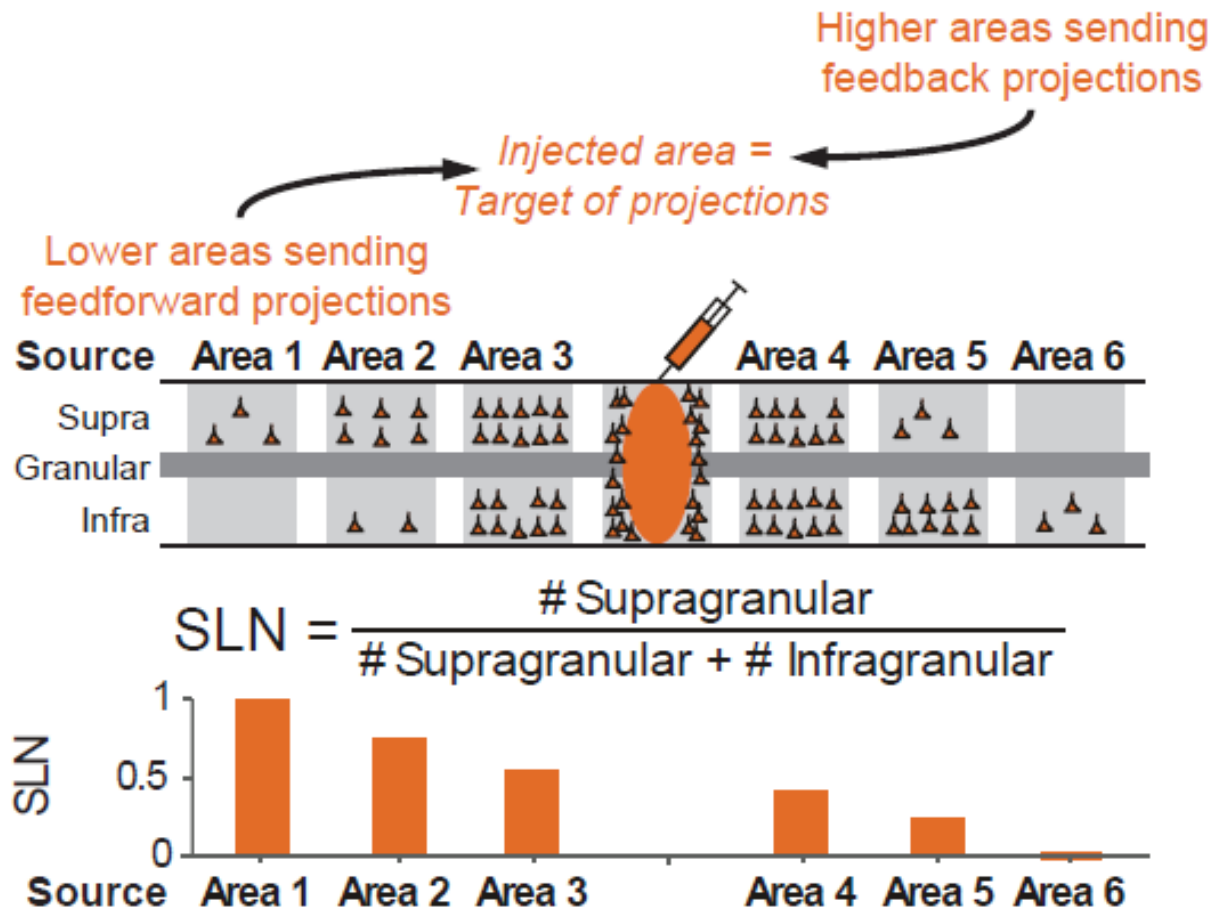 Higher areas sending
feedback projections
Injected area =
Target of projections
Lower areas sending
feedforward projections
Source Area 1 Area 2 Area 3 Area 4 Area 5 Area 6
Supra
Granular
Infra
SLN = # Supragranular
# Supragranular + # Infragranular
1
0.5
0
SLN
Source Area 1 Area 2 Area 3 Area 4 Area 5 Area 6